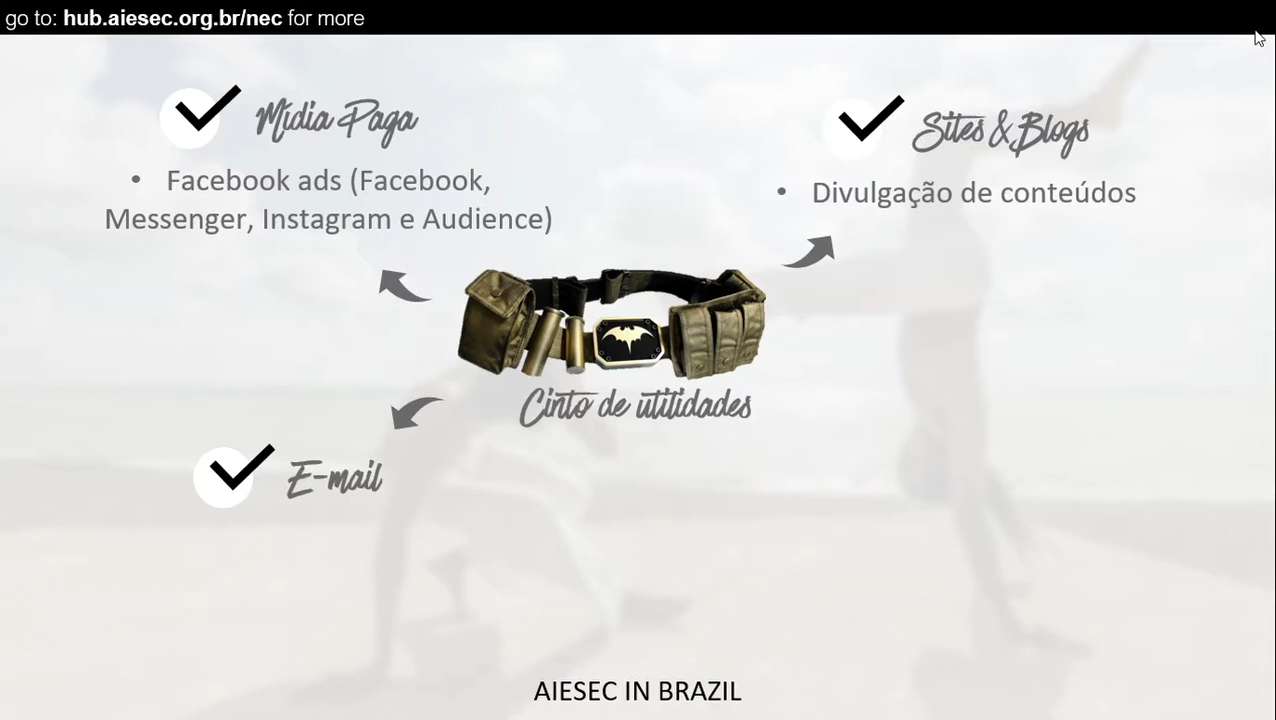 go to: hub.aiesec.org.br/nec for more
Mídia Paga
• Facebook ads (Facebook,
Messenger, Instagram e Audience)
Sites & Blogs
• Divulgação de conteúdos
Cinto de utilidades
E-mail
AIESEC IN BRAZIL